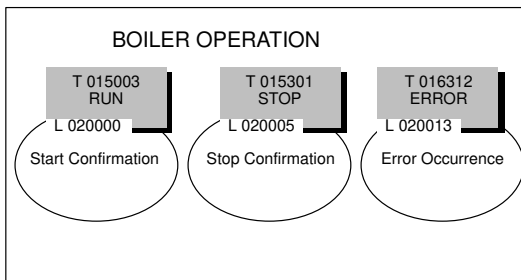 BOILER OPERATION
T 015003
RUN
L 020000
Start Confirmation
T 015301
STOP
L 020005
Stop Confirmation
T 016312
ERROR
L 020013
Error Occurrence